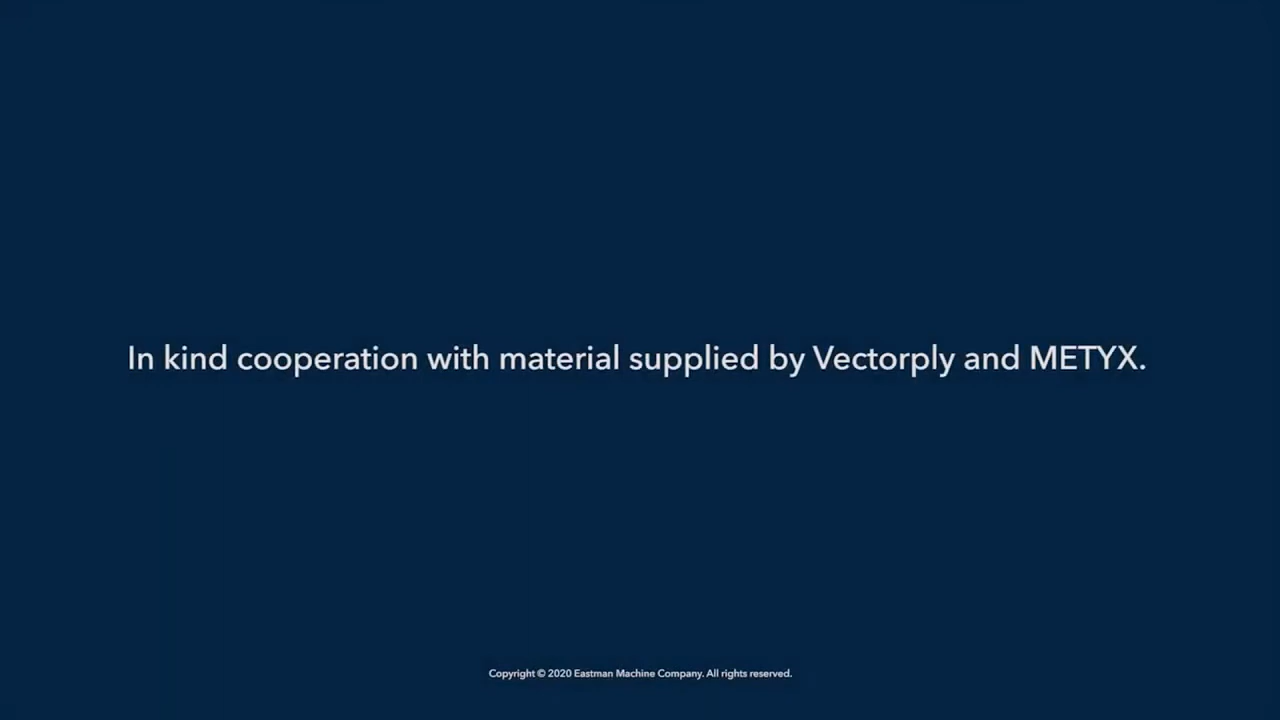 In kind cooperation with material supplied by Vectorply and METYX.
Copyright © 2020 Eastman Machine Company. All rights reserved.